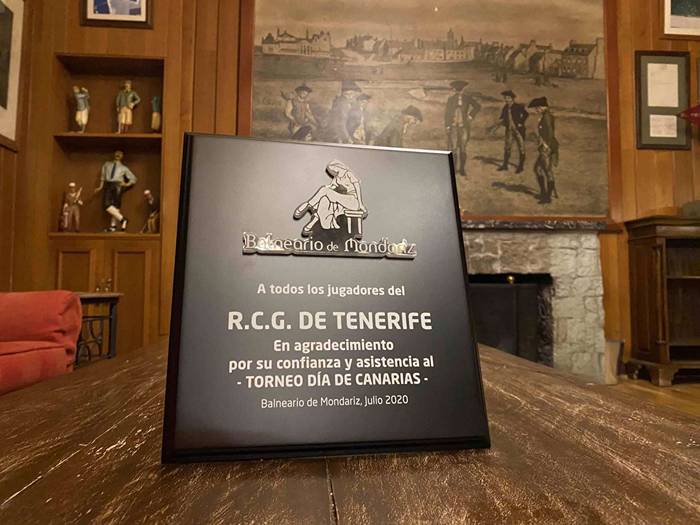 Balneario de Mondariz
A todos los jugadores del
R.C.G. DE TENERIFE
En agradecimiento
por su confianza y asistencia al
- TORNEO DÍA DE CANARIAS -
Balneario de Mondariz, Julio 2020